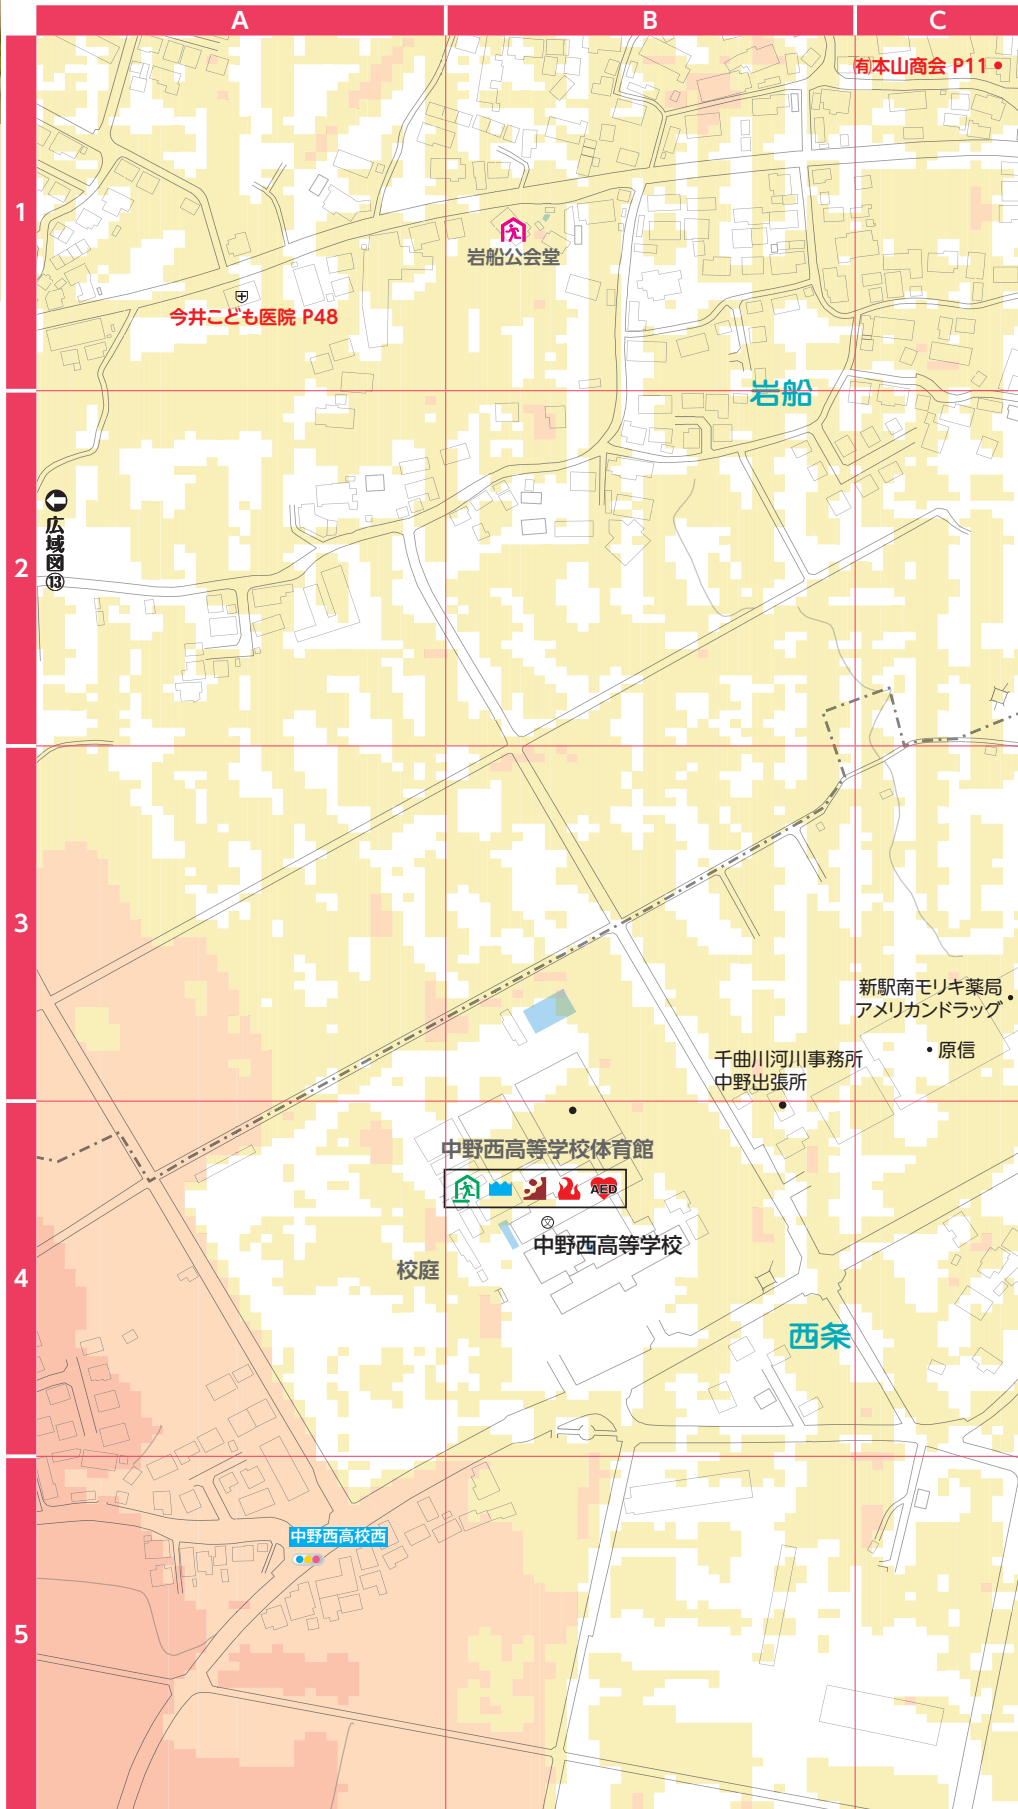 A
B
C
1
2
3
4
5
㈲本山商会 P11
岩船公会堂
今井こども医院 P48
岩船
広域図⑬
新駅南モリキ薬局
アメリカンドラッグ
原信
千曲川河川事務所
中野出張所
中野西高等学校体育館
AED
文
中野西高等学校
校庭
西条
中野西高校西